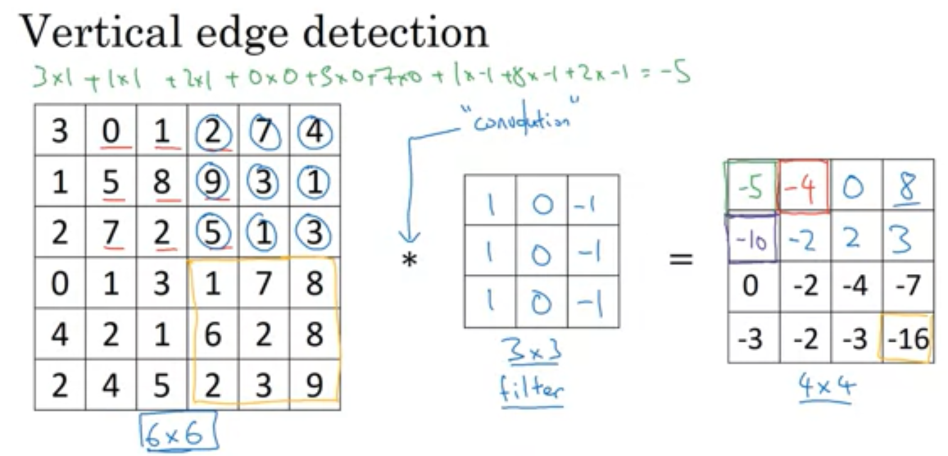 Vertical edge detection
3x1 + 1x1 + 2x1 + 0x0 + 5x0 + 7x0 + 1x-1 + 8x-1 + 2x-1 = -5
"convolution"
3 0 1 2 7 4
1 5 8 9 3 1
2 7 2 5 1 3
0 1 3 1 7 8
4 2 1 6 2 8
2 4 5 2 3 9
6x6
*
1 0 -1
1 0 -1
1 0 -1
3x3
filter
=
-5 -4 0 8
-10 -2 2 3
0 -2 -4 -7
-3 -2 -3 -16
4x4